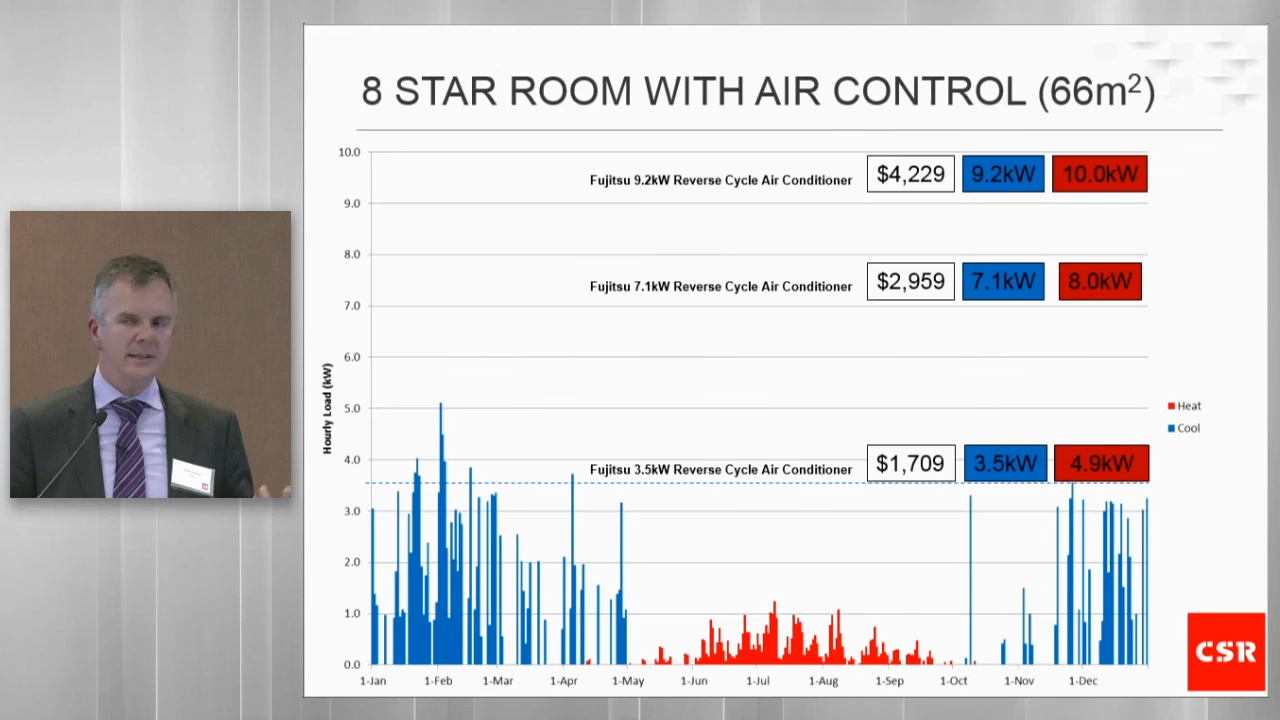 8 STAR ROOM WITH AIR CONTROL (66m²)
10.0
Fujitsu 9.2kW Reverse Cycle Air Conditioner $4,229 9.2kW 10.0kW
9.0
8.0
Fujitsu 7.1kW Reverse Cycle Air Conditioner $2,959 7.1kW 8.0kW
7.0
6.0
Hourly Load (kW)
5.0
Heat
Cool
4.0
Fujitsu 3.5kW Reverse Cycle Air Conditioner $1,709 3.5kW 4.9kW
3.0
2.0
1.0
0.0
1-Jan 1-Feb 1-Mar 1-Apr 1-May 1-Jun 1-Jul 1-Aug 1-Sep 1-Oct 1-Nov 1-Dec
CSR